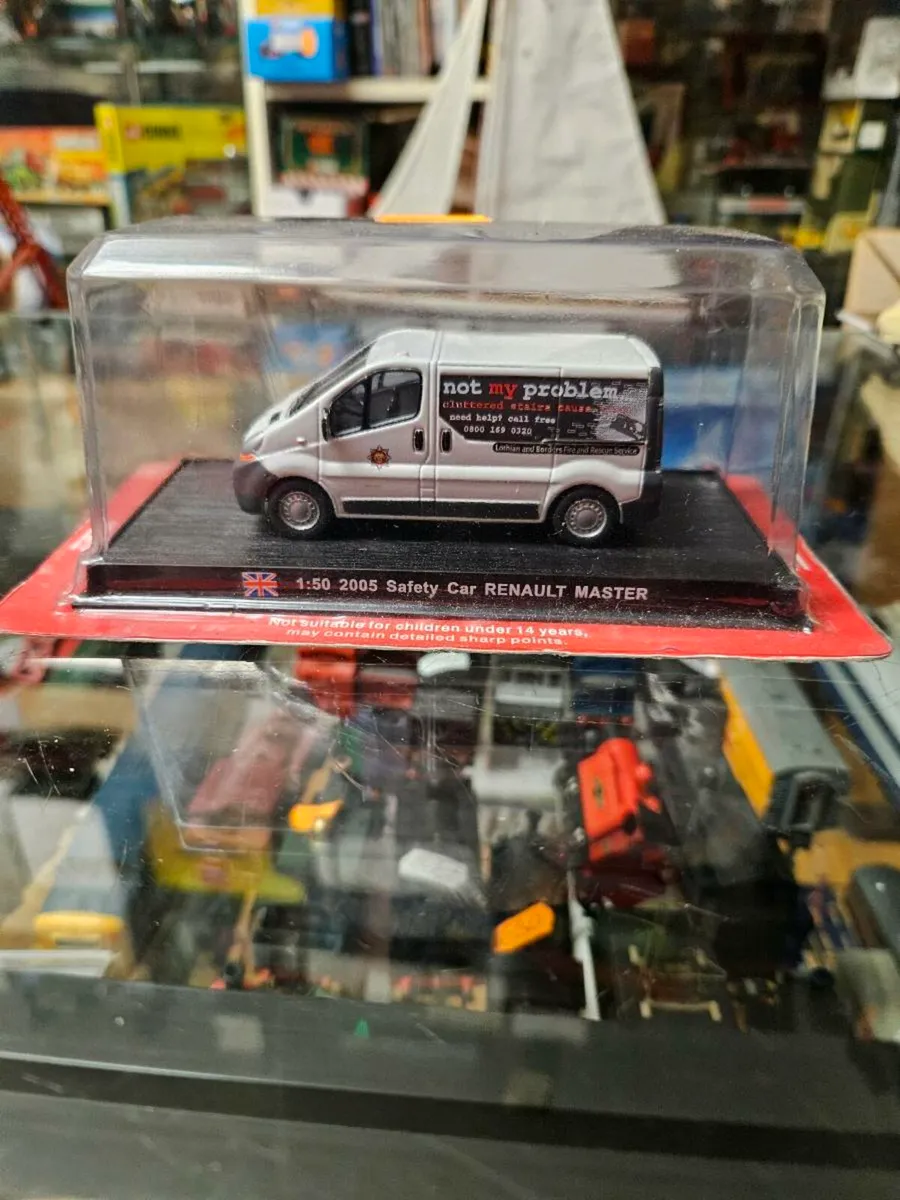 not my problem
cluttered stairs cause
need help? call free
0800 169 0320
Lothian and Borders Fire and Rescue Service
1:50 2005 Safety Car RENAULT MASTER
Not suitable for children under 14 years,
may contain detailed sharp points.